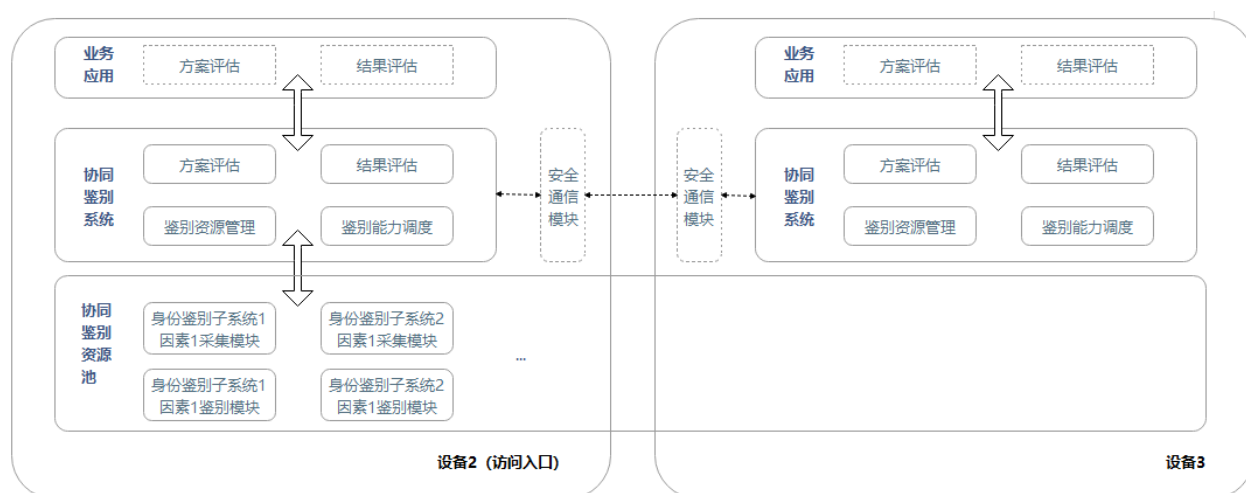 业务
应用
方案评估
结果评估
协同
鉴别
系统
方案评估
结果评估
鉴别资源管理
鉴别能力调度
安全
通信
模块
安全
通信
模块
业务
应用
方案评估
结果评估
协同
鉴别
系统
方案评估
结果评估
鉴别资源管理
鉴别能力调度
协同
鉴别
资源
池
身份鉴别子系统1
因素1采集模块
身份鉴别子系统2
因素1采集模块
...
身份鉴别子系统1
因素1鉴别模块
身份鉴别子系统2
因素1鉴别模块
设备2（访问入口）
设备3